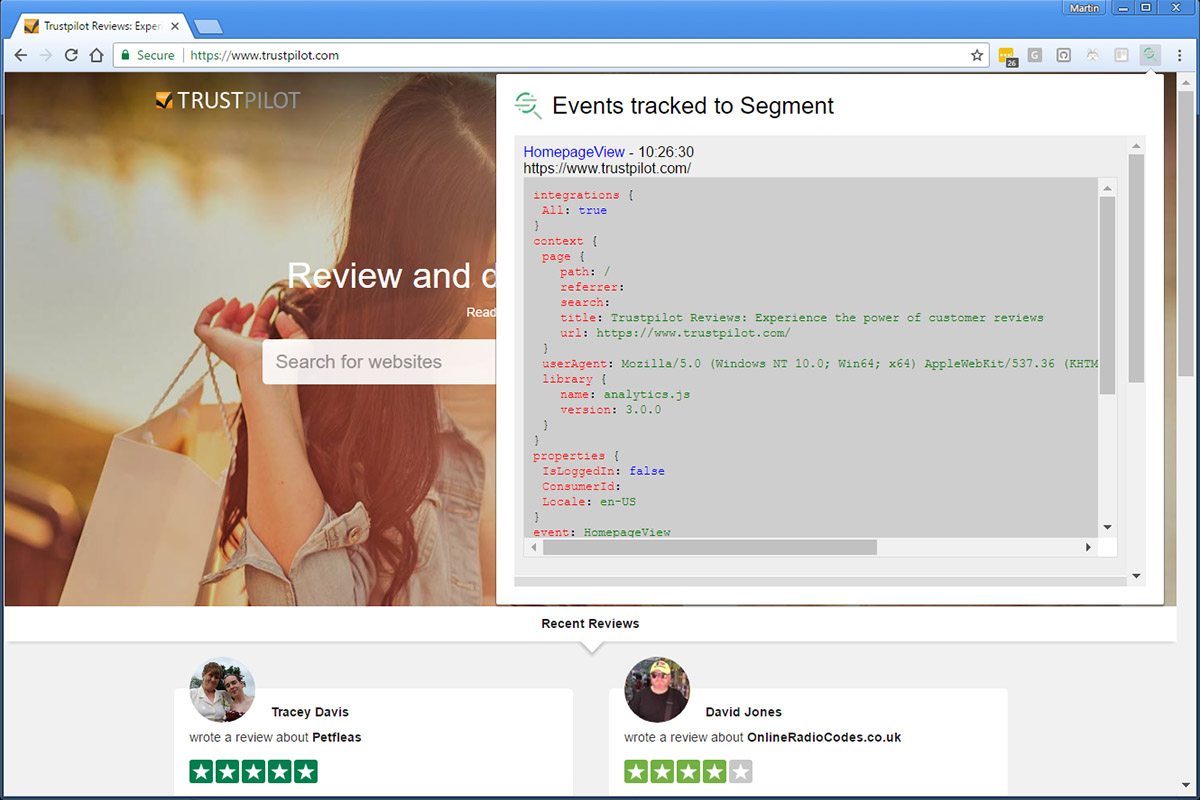 Martin
Trustpilot Reviews: Exper
Secure
https://www.trustpilot.com
26
G
TRUSTPILOT
Events tracked to Segment
HomepageView - 10:26:30
https://www.trustpilot.com/
integrations {
All: true
}
context {
page {
path: /
referrer:
search:
title: Trustpilot Reviews: Experience the power of customer reviews
url: https://www.trustpilot.com/
}
userAgent: Mozilla/5.0 (Windows NT 10.0; Win64; x64) AppleWebKit/537.36 (KHTM
library {
name: analytics.js
version: 3.0.0
}
}
properties {
IsLoggedIn: false
ConsumerId:
Locale: en-US
}
event: HomepageView
Review and d
Read
Search for websites
Recent Reviews
Tracey Davis
wrote a review about Petfleas
David Jones
wrote a review about OnlineRadioCodes.co.uk